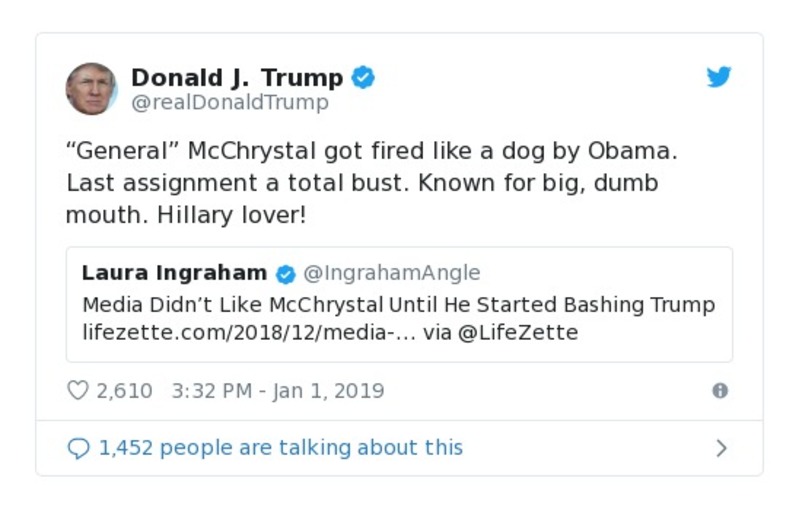 Donald J. Trump
@realDonaldTrump
“General” McChrystal got fired like a dog by Obama.
Last assignment a total bust. Known for big, dumb
mouth. Hillary lover!
Laura Ingraham @IngrahamAngle
Media Didn’t Like McChrystal Until He Started Bashing Trump
lifezette.com/2018/12/media-… via @LifeZette
2,610 3:32 PM - Jan 1, 2019
1,452 people are talking about this